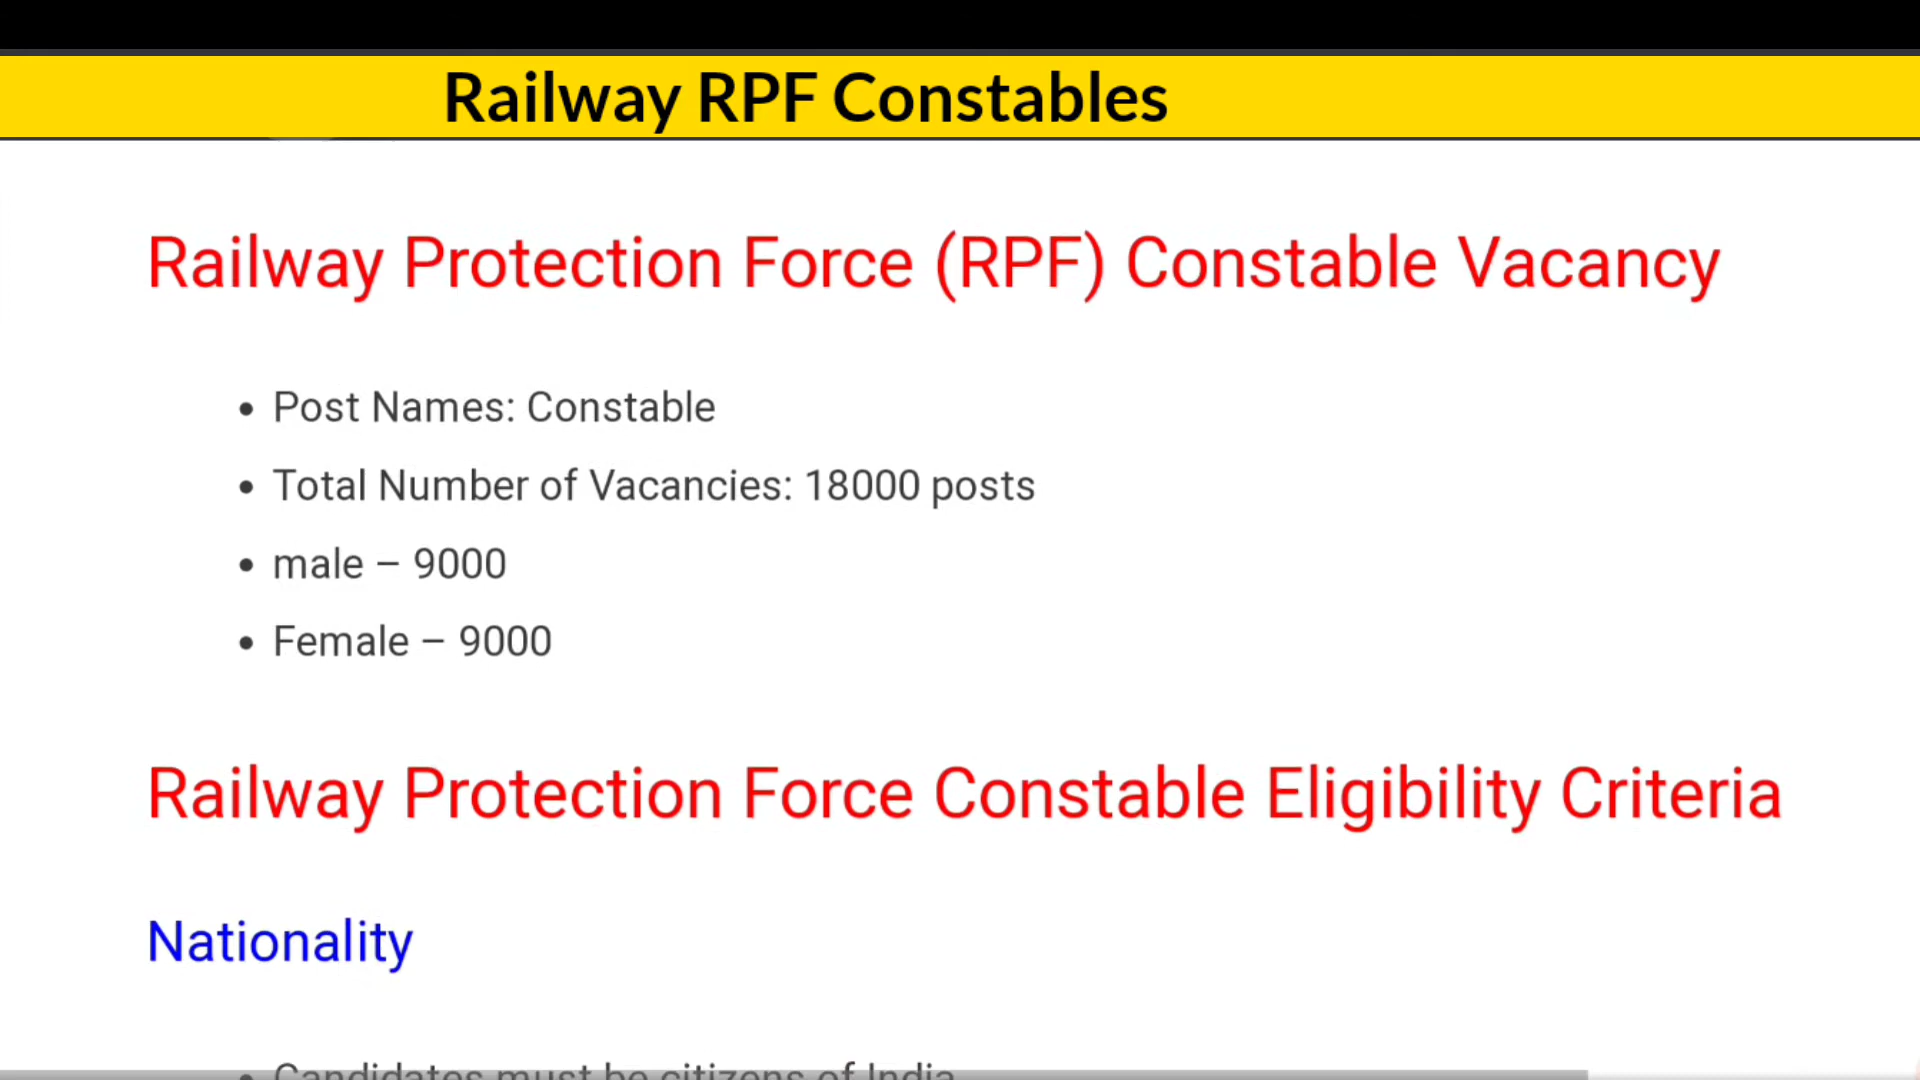 Railway RPF Constables
Railway Protection Force (RPF) Constable Vacancy
• Post Names: Constable
• Total Number of Vacancies: 18000 posts
• male – 9000
• Female – 9000
Railway Protection Force Constable Eligibility Criteria
Nationality
• Candidates must be citizens of India